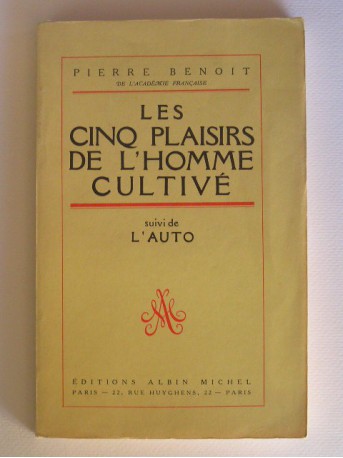 PIERRE BENOIT
DE L'ACADÉMIE FRANÇAISE
LES
CINQ PLAISIRS
DE L'HOMME
CULTIVÉ
suivi de
L'AUTO
AM
ÉDITIONS ALBIN MICHEL
PARIS — 22, RUE HUYGHENS, 22 — PARIS